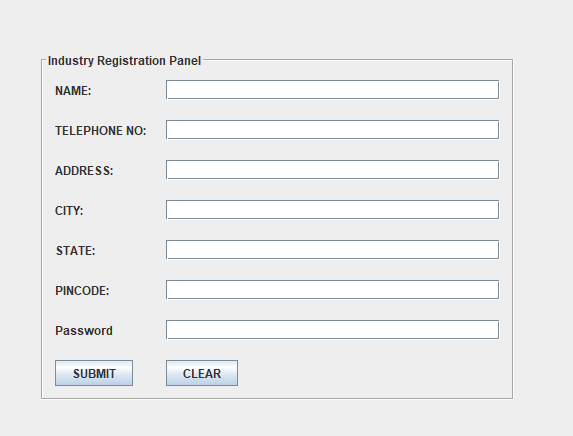 Industry Registration Panel
NAME:
TELEPHONE NO:
ADDRESS:
CITY:
STATE:
PINCODE:
Password
SUBMIT CLEAR